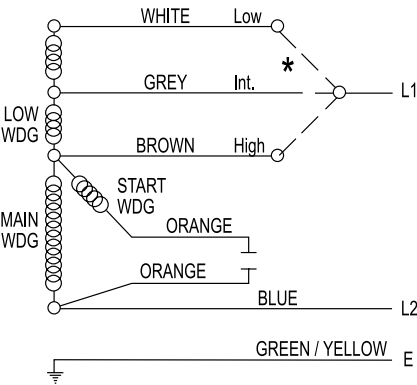 WHITE Low
*
GREY Int. L1
LOW
WDG
BROWN High
START
WDG
MAIN
WDG
ORANGE
ORANGE
BLUE L2
GREEN / YELLOW E